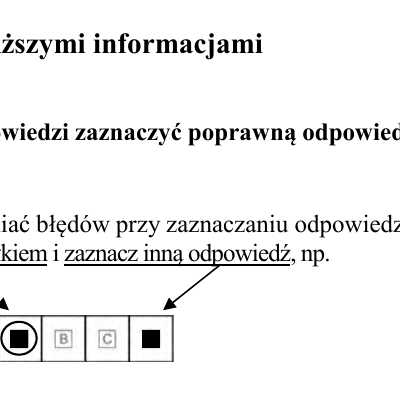 ższymi informacjami
wiedzi zaznaczyć poprawną odpowied
iać błędów przy zaznaczaniu odpowiedz
kiem i zaznacz inną odpowiedź, np.
B C